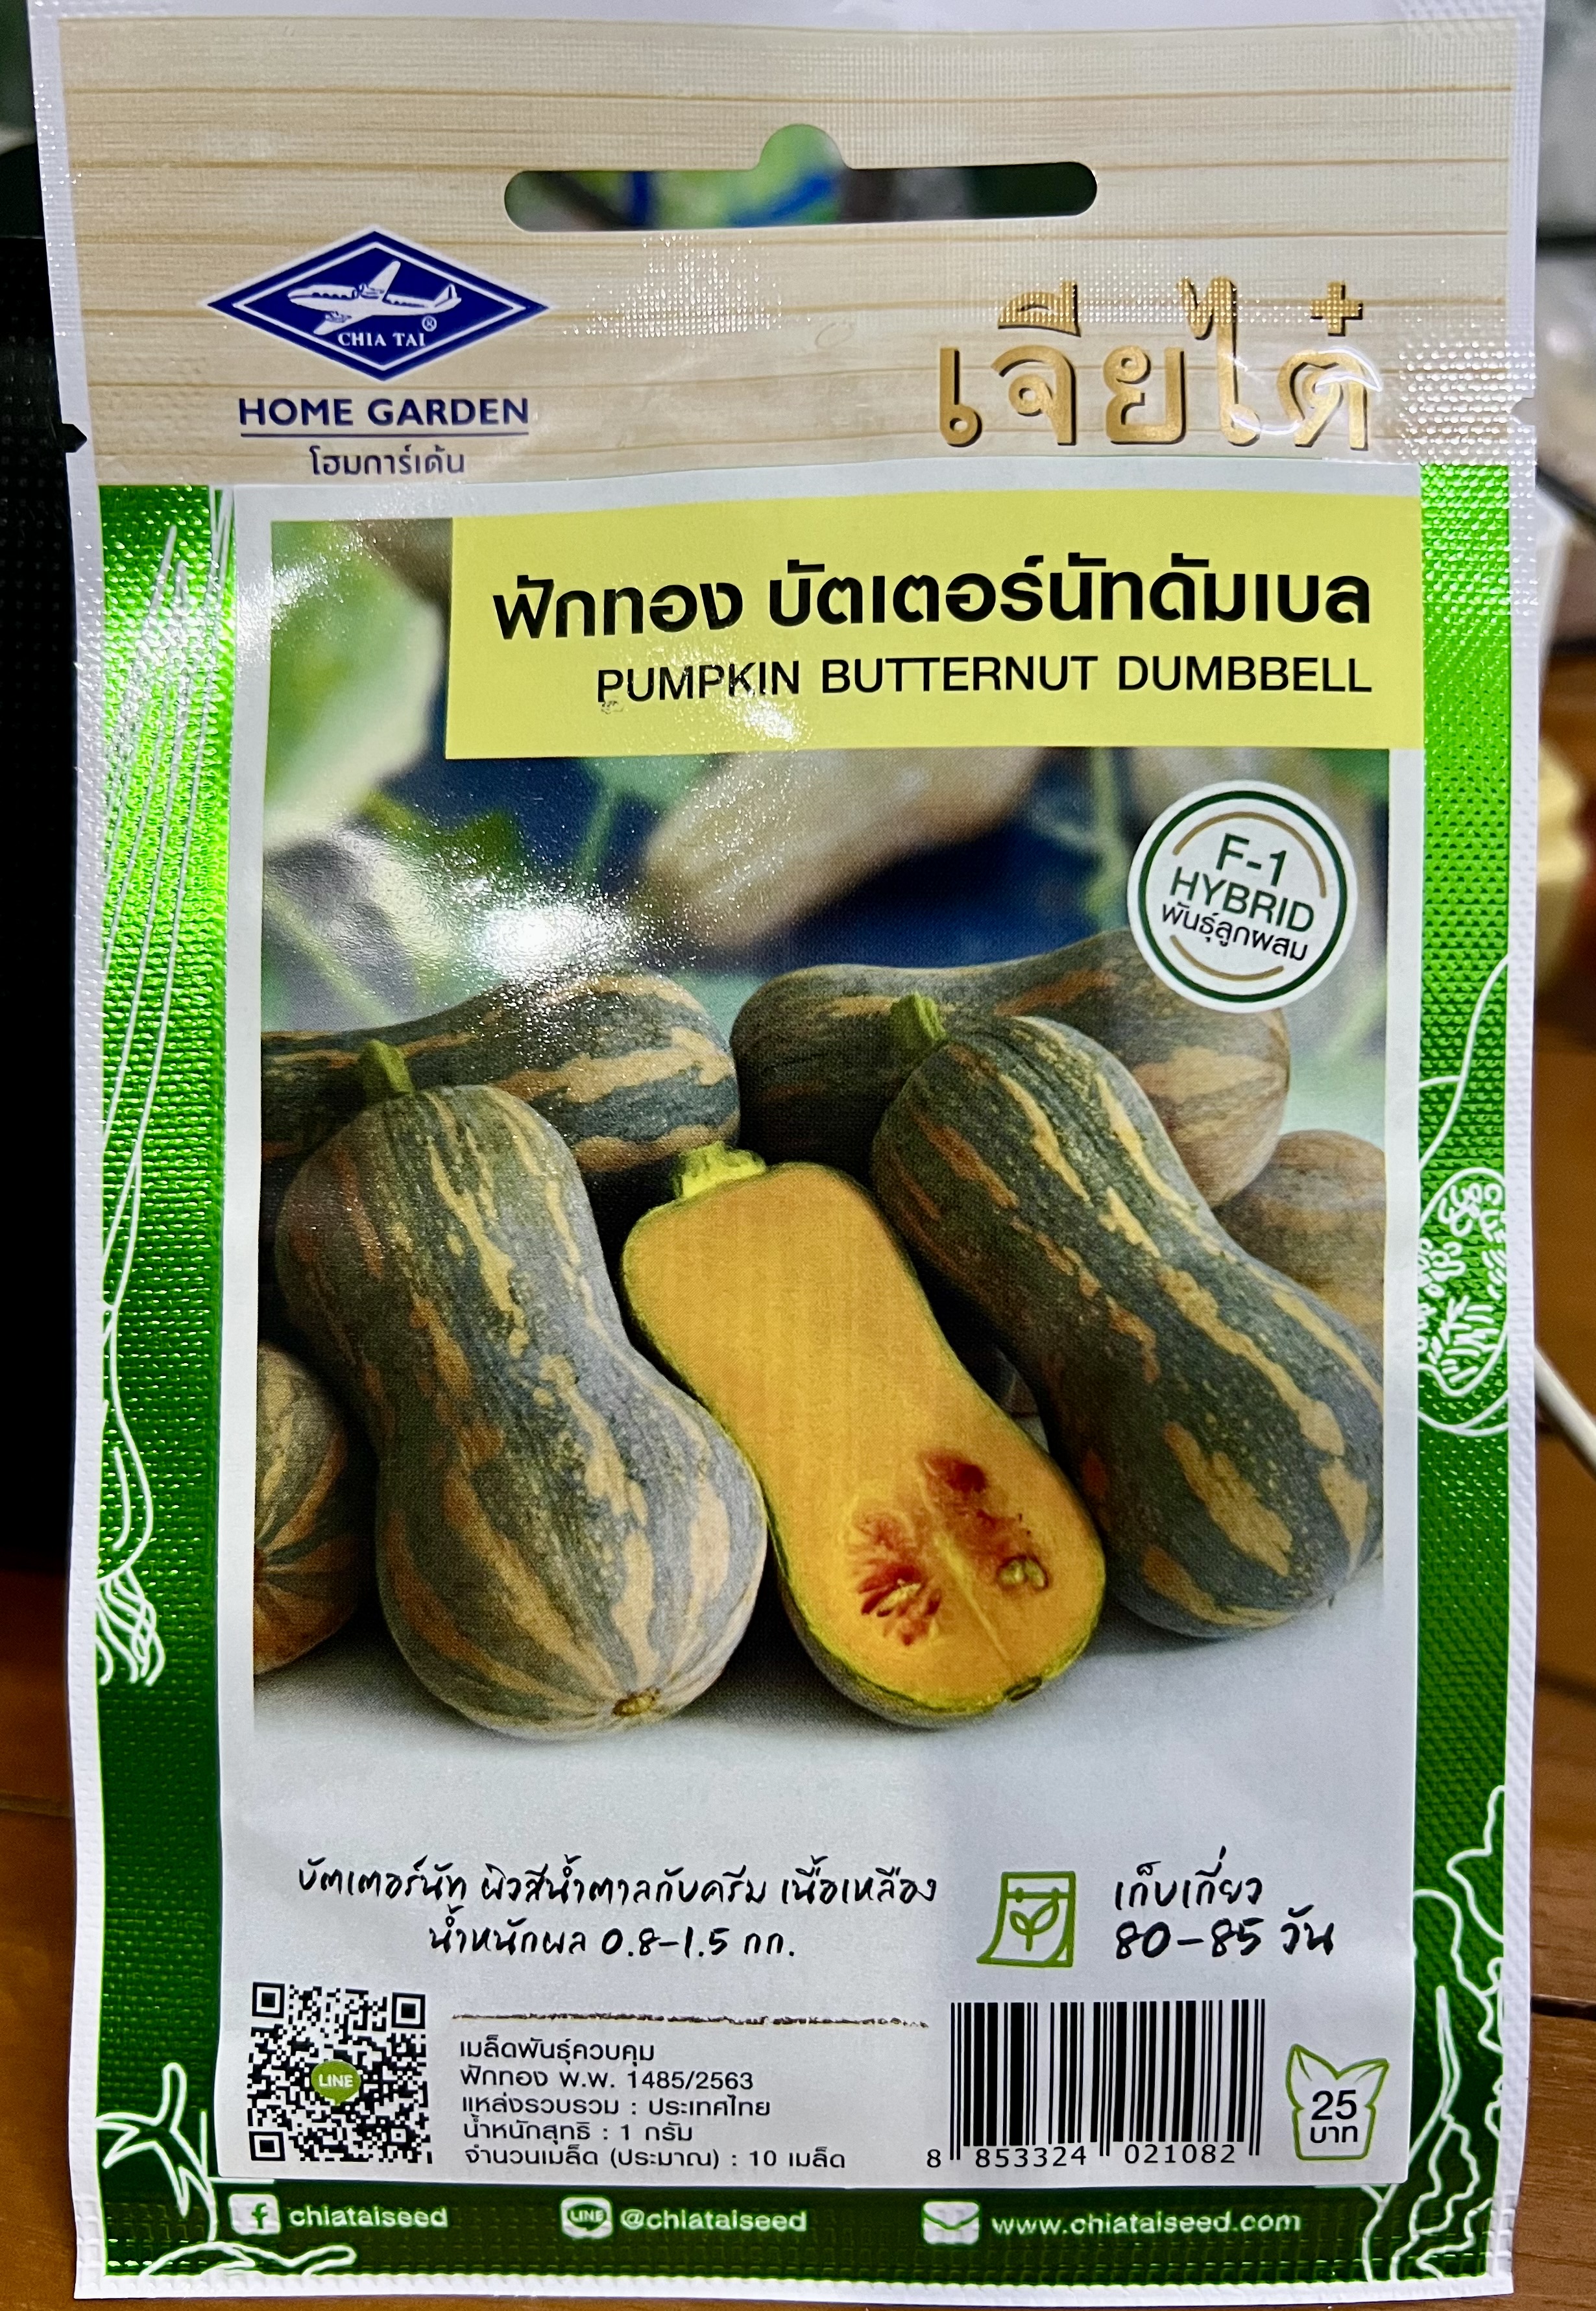 CHIA TAI®
HOME GARDEN
โฮมการ์เด้น
เจียไต๋
ฟักทอง บัตเตอร์นัทดัมเบล
PUMPKIN BUTTERNUT DUMBBELL
F-1
HYBRID
พันธุ์ลูกผสม
บัตเตอร์นัท ผิวสีน้ำตาลกับครีม เนื้อเหลือง
น้ำหนักผล 0.8-1.5 กก.
เก็บเกี่ยว
80-85 วัน
LINE
เมล็ดพันธุ์ควบคุม
ฟักทอง พ.พ. 1485/2563
แหล่งรวบรวม : ประเทศไทย
น้ำหนักสุทธิ : 1 กรัม
จำนวนเมล็ด (ประมาณ) : 10 เมล็ด
8 853324 021082
25
บาท
f chiataiseed
LINE @chiataiseed
www.chiataiseed.com